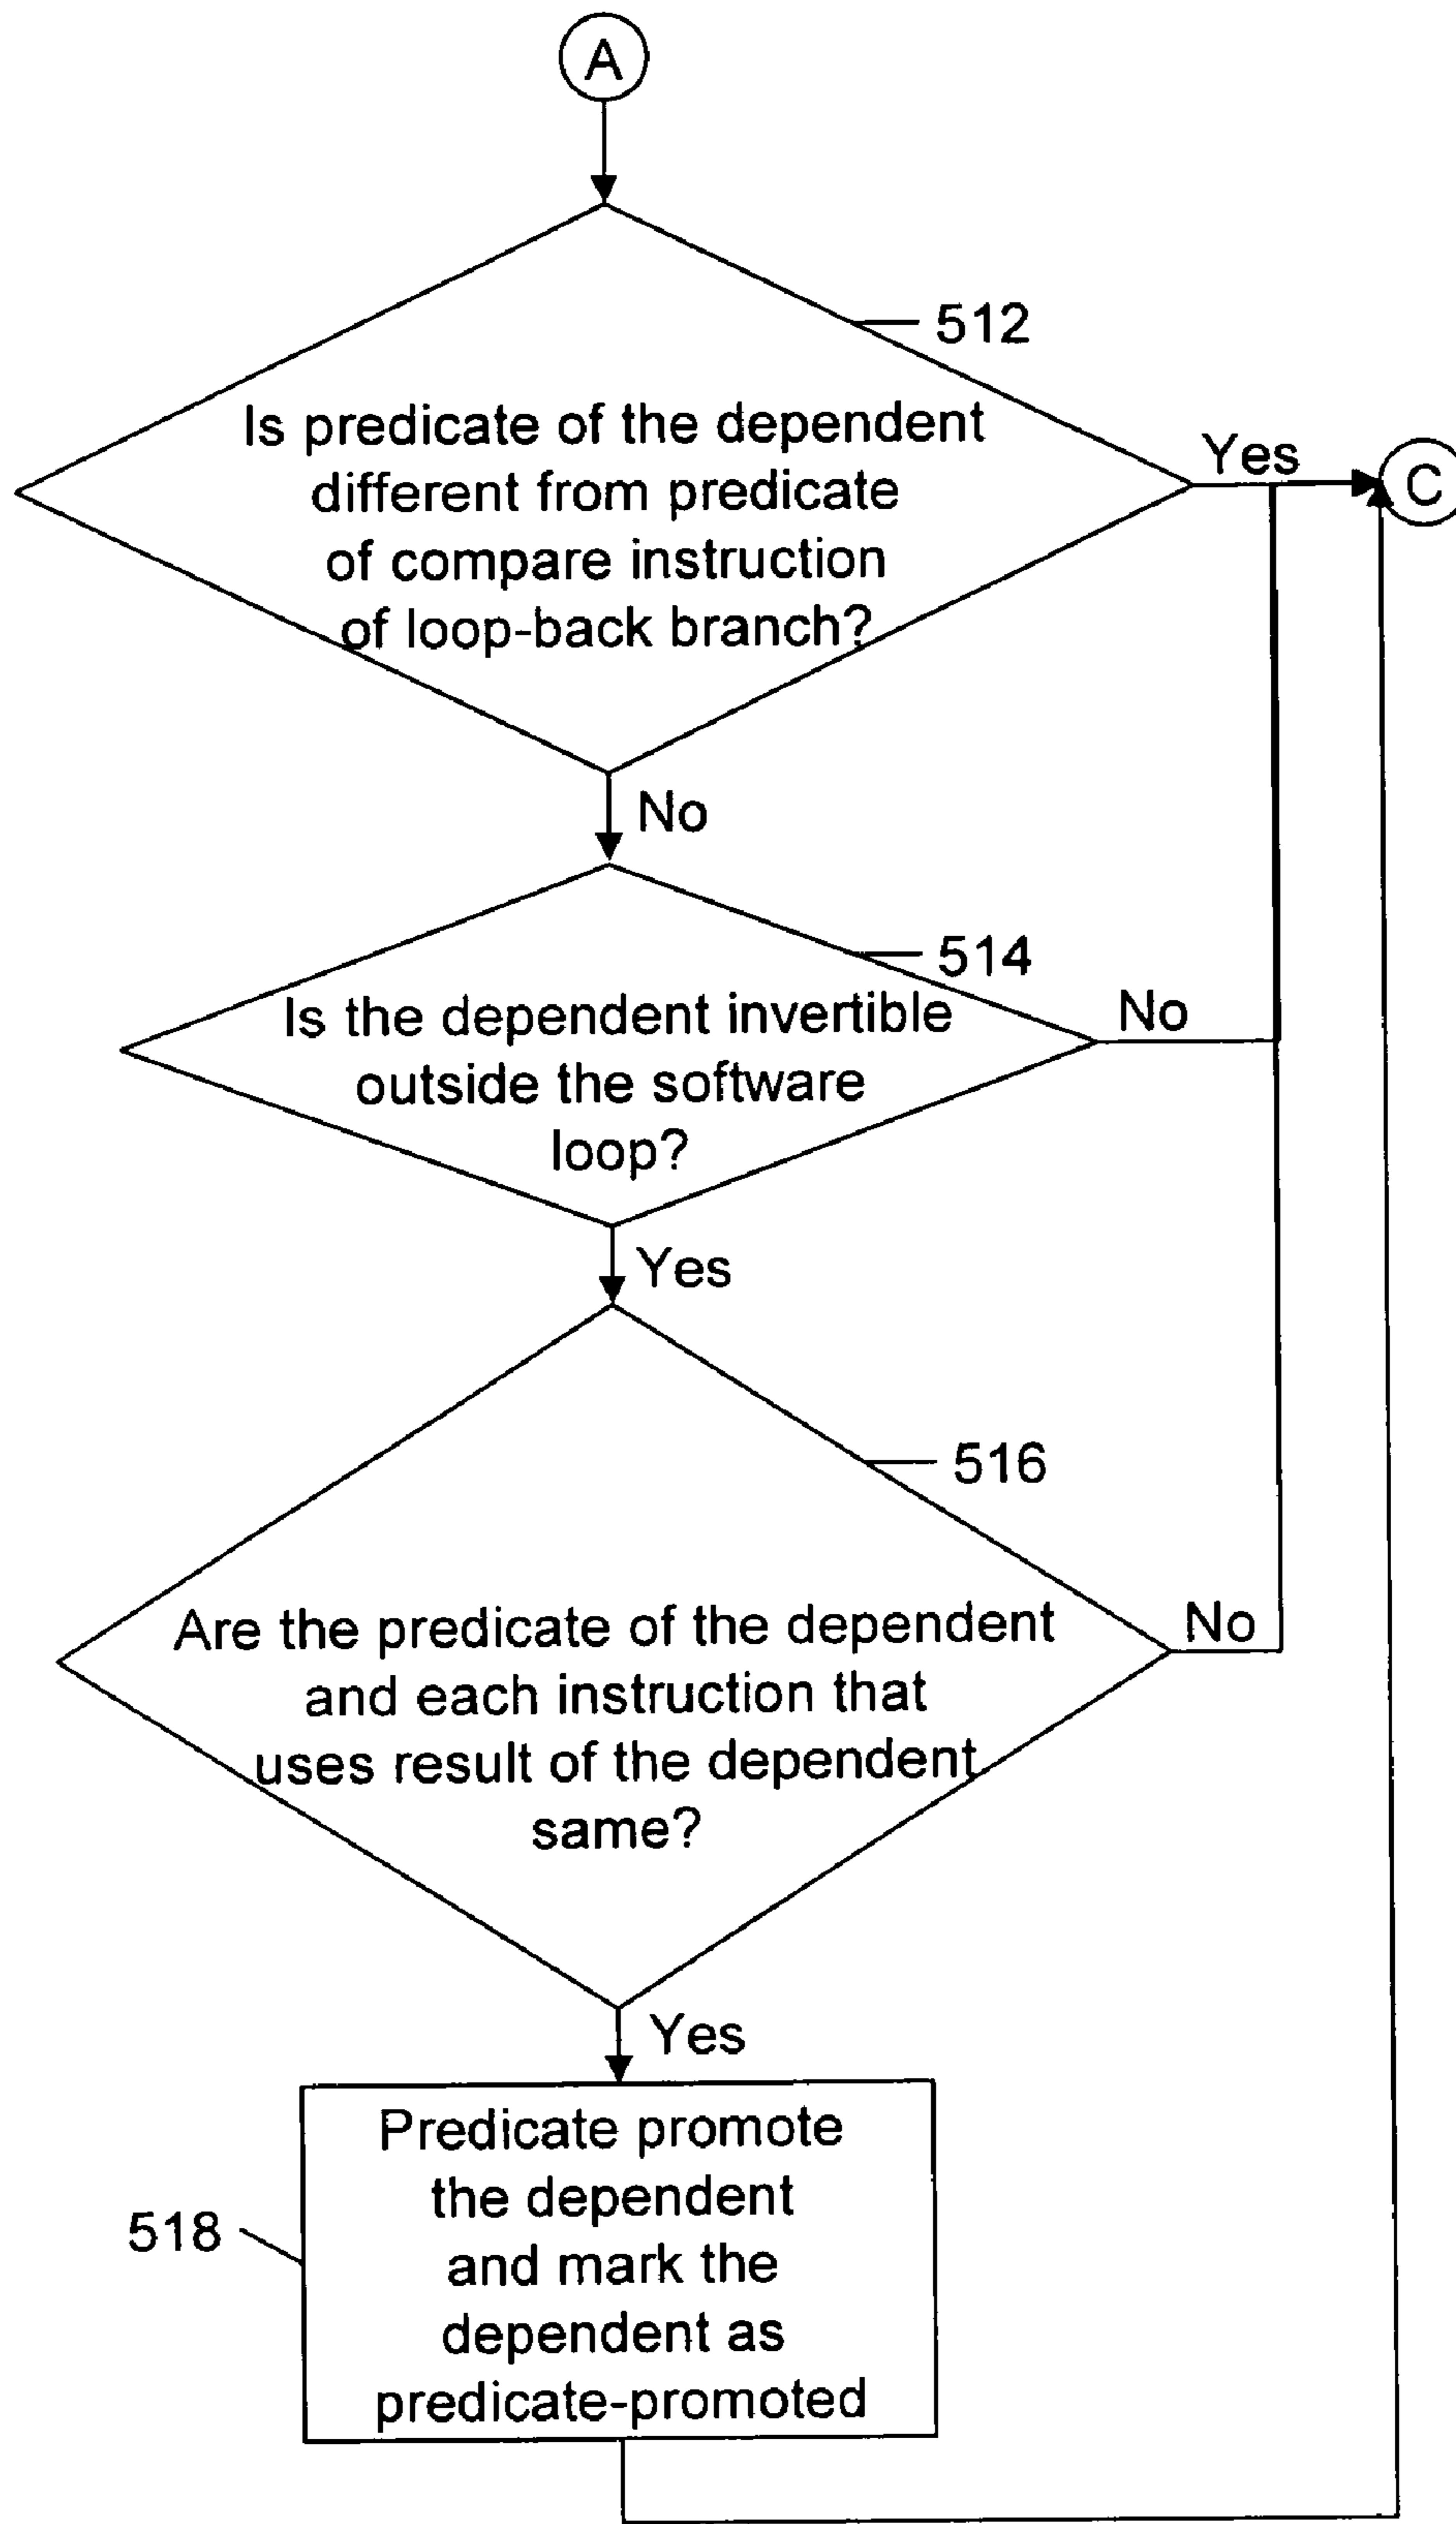 A
512
Is predicate of the dependent
different from predicate
of compare instruction
of loop-back branch?
Yes
C
No
514
Is the dependent invertible
outside the software
loop?
No
Yes
516
Are the predicate of the dependent
and each instruction that
uses result of the dependent
same?
No
Yes
Predicate promote
the dependent
and mark the
dependent as
predicate-promoted
518